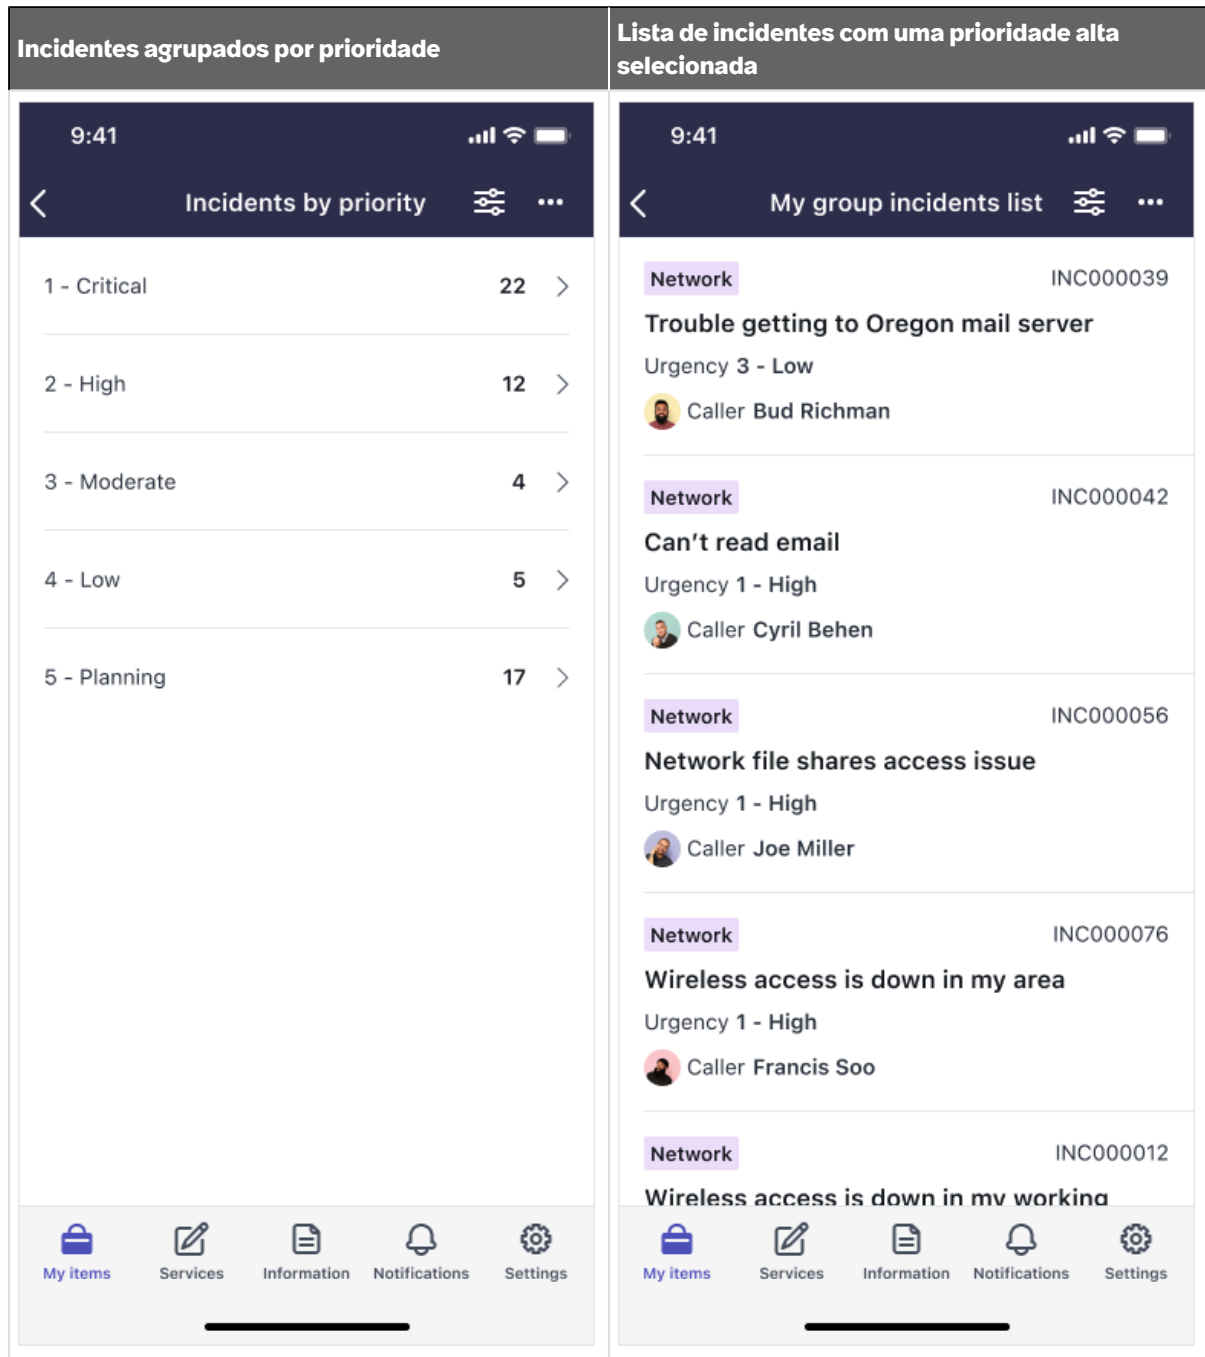 Incidentes agrupados por prioridade
Lista de incidentes com uma prioridade alta
selecionada
9:41
Incidents by priority
1 - Critical 22
2 - High 12
3 - Moderate 4
4 - Low 5
5 - Planning 17
My items Services Information Notifications Settings
9:41
My group incidents list
Network INC000039
Trouble getting to Oregon mail server
Urgency 3 - Low
Caller Bud Richman
Network INC000042
Can't read email
Urgency 1 - High
Caller Cyril Behen
Network INC000056
Network file shares access issue
Urgency 1 - High
Caller Joe Miller
Network INC000076
Wireless access is down in my area
Urgency 1 - High
Caller Francis Soo
Network INC000012
Wireless access is down in my working
My items Services Information Notifications Settings